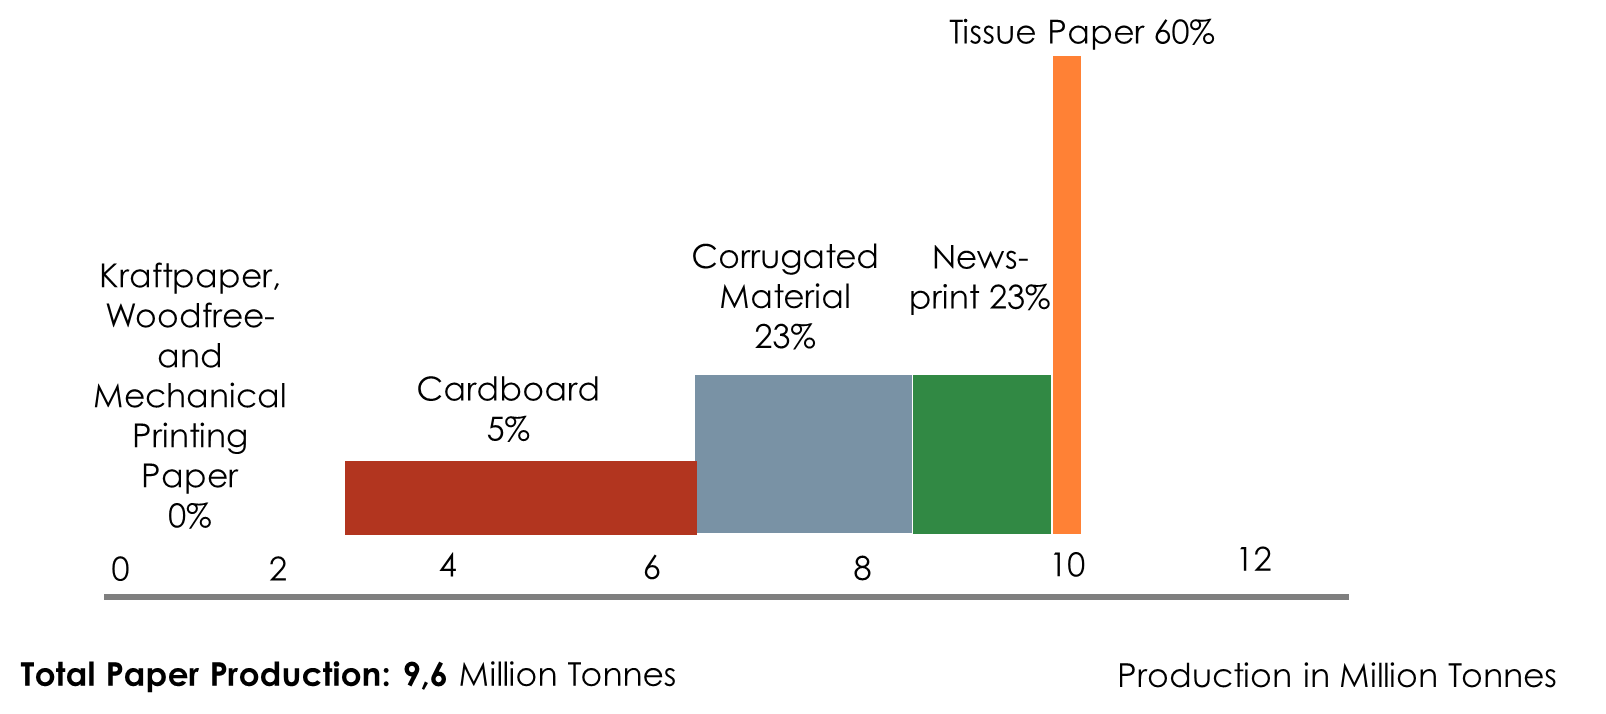 Tissue Paper 60%
Kraftpaper,
Woodfree-
and
Mechanical
Printing
Paper
0%
Cardboard
5%
Corrugated
Material
23%
News-
print 23%
0 2 4 6 8 10 12
Total Paper Production: 9,6 Million Tonnes
Production in Million Tonnes